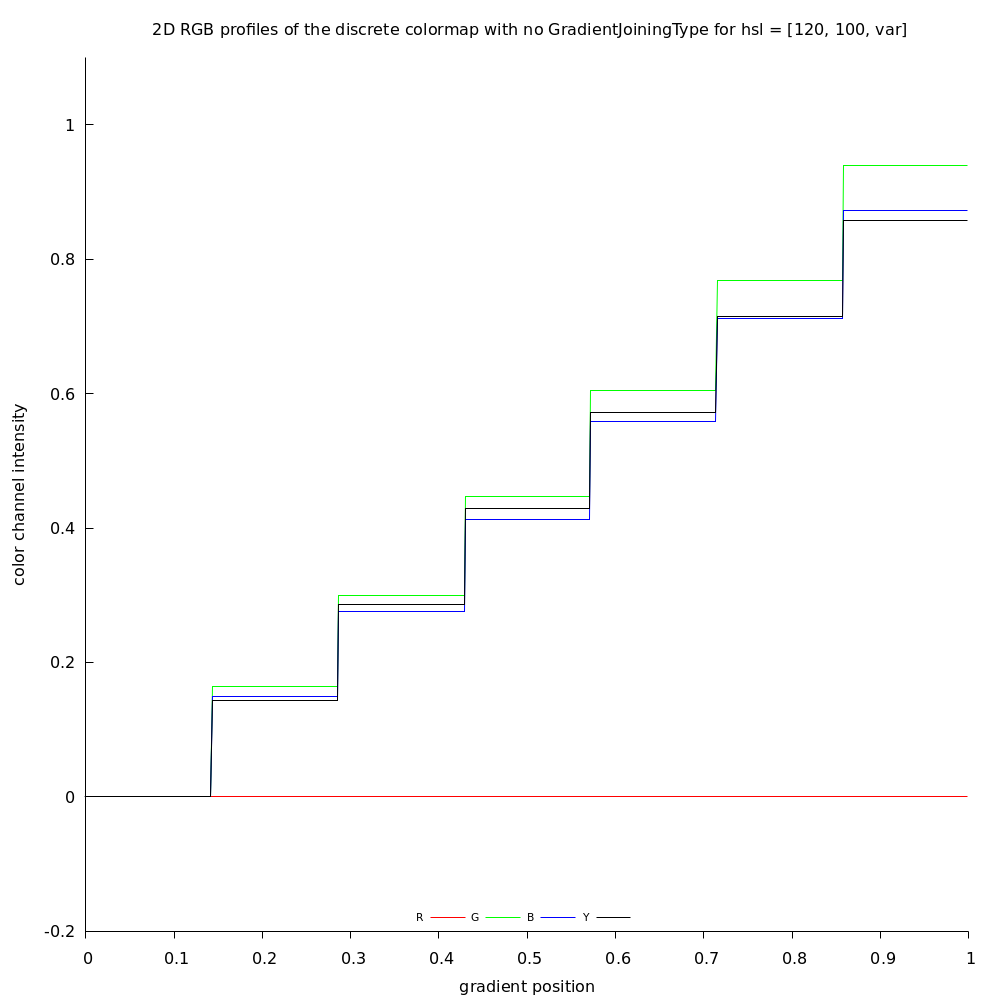 2D RGB profiles of the discrete colormap with no GradientJoiningType for hsl = [120, 100, var]
1
0.8
0.6
0.4
0.2
0
-0.2
color channel intensity
R G B Y
0 0.1 0.2 0.3 0.4 0.5 0.6 0.7 0.8 0.9 1
gradient position